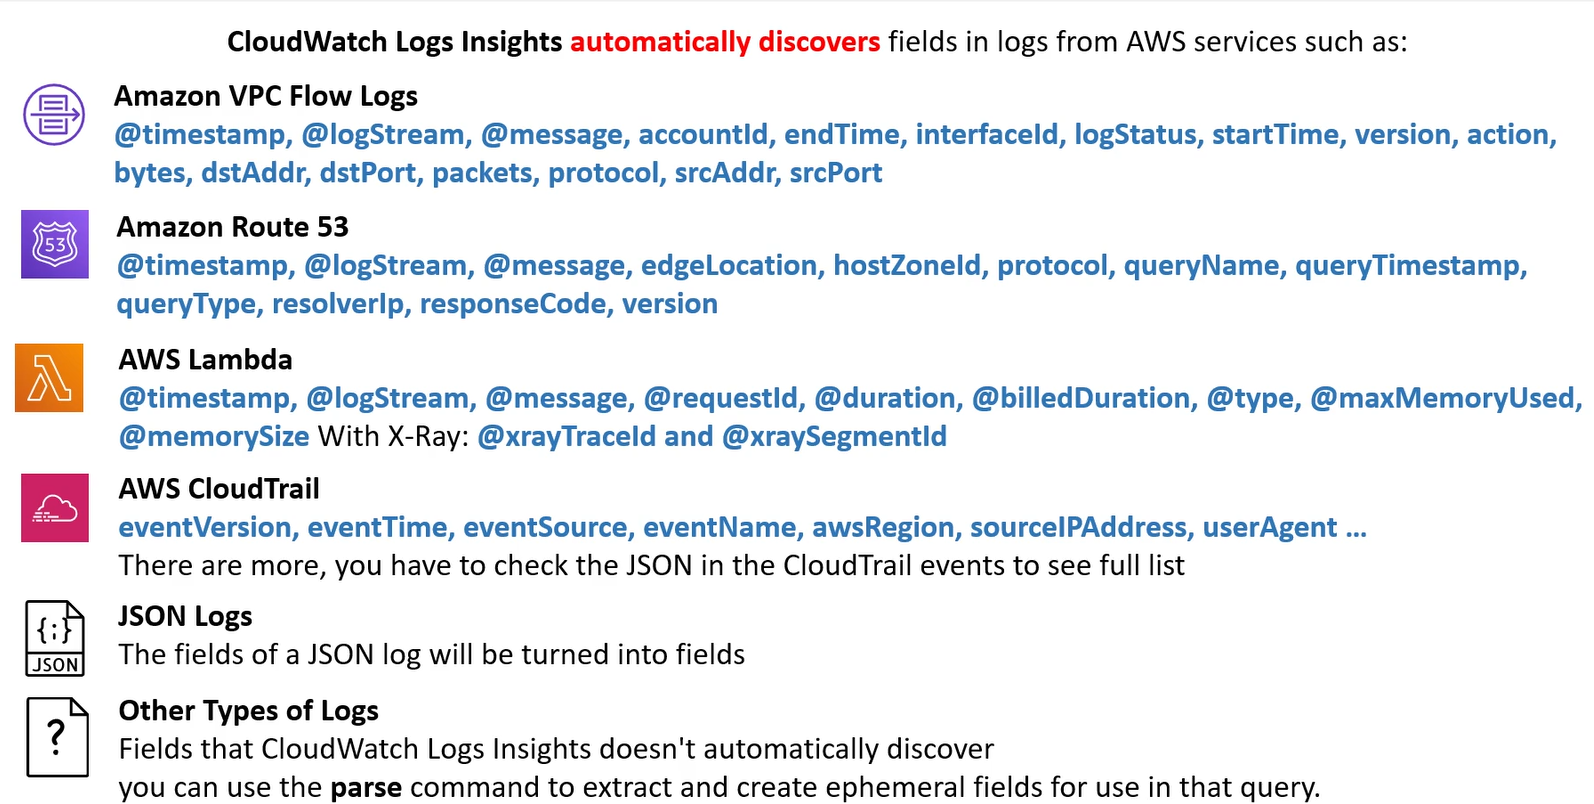 CloudWatch Logs Insights automatically discovers fields in logs from AWS services such as:
Amazon VPC Flow Logs
@timestamp, @logStream, @message, accountId, endTime, interfaceId, logStatus, startTime, version, action,
bytes, dstAddr, dstPort, packets, protocol, srcAddr, srcPort
53
Amazon Route 53
@timestamp, @logStream, @message, edgeLocation, hostZoneId, protocol, queryName, queryTimestamp,
queryType, resolverIp, responseCode, version
AWS Lambda
@timestamp, @logStream, @message, @requestId, @duration, @billedDuration, @type, @maxMemoryUsed,
@memorySize With X-Ray: @xrayTraceId and @xraySegmentId
AWS CloudTrail
eventVersion, eventTime, eventSource, eventName, awsRegion, sourceIPAddress, userAgent ...
There are more, you have to check the JSON in the CloudTrail events to see full list
{;}
JSON
JSON Logs
The fields of a JSON log will be turned into fields
?
Other Types of Logs
Fields that CloudWatch Logs Insights doesn't automatically discover
you can use the parse command to extract and create ephemeral fields for use in that query.